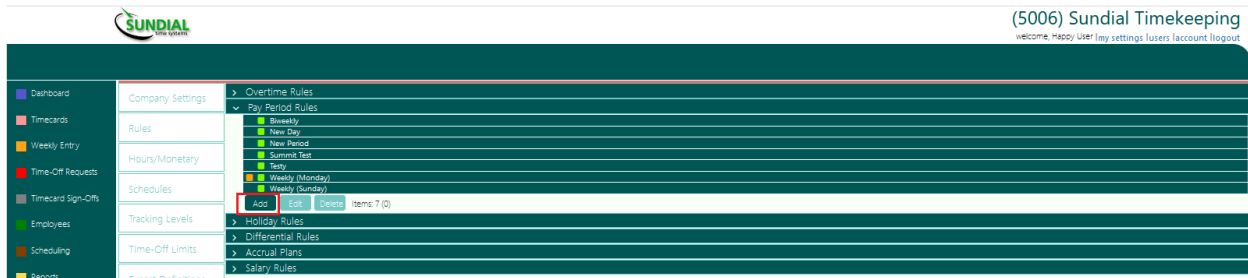 SUNDIAL
time systems
(5006) Sundial Timekeeping
welcome, Happy User |my settings |users |account |logout
Dashboard
Timecards
Weekly Entry
Time-Off Requests
Timecard Sign-Offs
Employees
Scheduling
Reports
Company Settings
Rules
Hours/Monetary
Schedules
Tracking Levels
Time-Off Limits
Export Definitions
> Overtime Rules
Pay Period Rules
Biweekly
New Day
New Period
Summit Test
Testy
Weekly (Monday)
Weekly (Sunday)
Add Edit Delete Items: 7 (0)
> Holiday Rules
> Differential Rules
> Accrual Plans
> Salary Rules